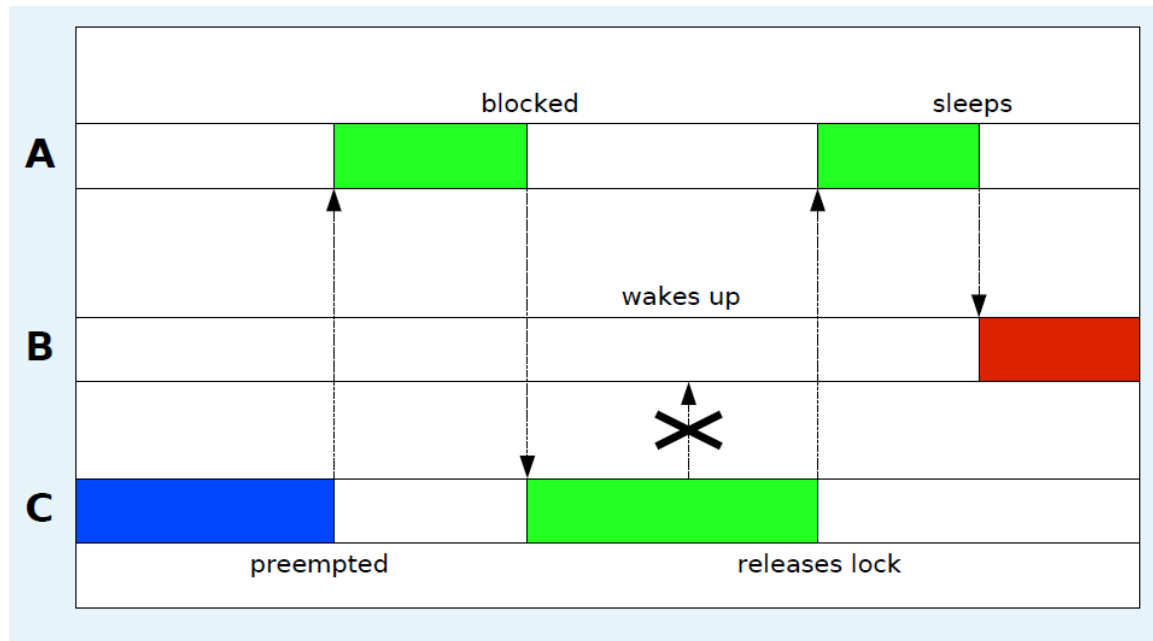 blocked
sleeps
A
wakes up
B
C
preempted
releases lock